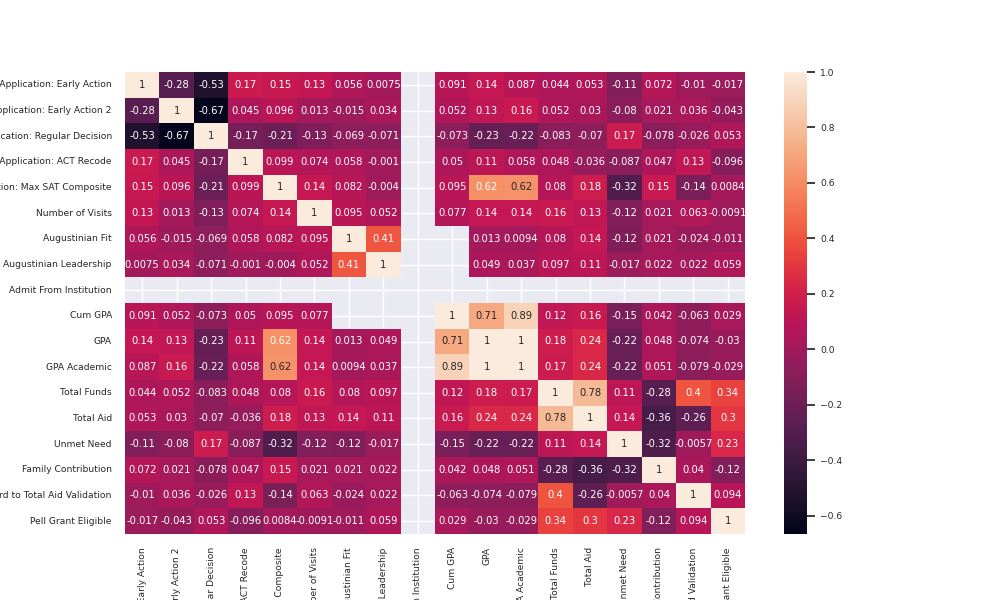 Application: Early Action 1 -0.28 -0.53 0.17 0.15 0.13 0.056 0.0075 0.091 0.14 0.087 0.044 0.053 -0.11 0.072 -0.01 -0.017
pplication: Early Action 2 -0.28 1 -0.67 0.045 0.096 0.013 -0.015 0.034 0.052 0.13 0.16 0.052 0.03 -0.08 0.021 0.036 -0.043
cation: Regular Decision -0.53 -0.67 1 -0.17 -0.21 -0.13 -0.069 -0.071 -0.073 -0.23 -0.22 -0.083 -0.07 0.17 -0.078 -0.026 0.053
Application: ACT Recode 0.17 0.045 -0.17 1 0.099 0.074 0.058 -0.001 0.05 0.11 0.058 0.048 -0.036 -0.087 0.047 0.13 -0.096
tion: Max SAT Composite 0.15 0.096 -0.21 0.099 1 0.14 0.082 -0.004 0.095 0.62 0.62 0.08 0.18 -0.32 0.15 -0.14 0.0084
Number of Visits 0.13 0.013 -0.13 0.074 0.14 1 0.095 0.052 0.077 0.14 0.14 0.16 0.13 -0.12 0.021 0.063 -0.0091
Augustinian Fit 0.056 -0.015 -0.069 0.058 0.082 0.095 1 0.41 0.013 0.0094 0.08 0.14 -0.12 0.021 -0.024 -0.011
Augustinian Leadership 0.0075 0.034 -0.071 -0.001 -0.004 0.052 0.41 1 0.049 0.037 0.097 0.11 -0.017 0.022 0.022 0.059
Admit From Institution
Cum GPA 0.091 0.052 -0.073 0.05 0.095 0.077 1 0.71 0.89 0.12 0.16 -0.15 0.042 -0.063 0.029
GPA 0.14 0.13 -0.23 0.11 0.62 0.14 0.013 0.049 0.71 1 1 0.18 0.24 -0.22 0.048 -0.074 -0.03
GPA Academic 0.087 0.16 -0.22 0.058 0.62 0.14 0.0094 0.037 0.89 1 1 0.17 0.24 -0.22 0.051 -0.079 -0.029
Total Funds 0.044 0.052 -0.083 0.048 0.08 0.16 0.08 0.097 0.12 0.18 0.17 1 0.78 0.11 -0.28 0.4 0.34
Total Aid 0.053 0.03 -0.07 -0.036 0.18 0.13 0.14 0.11 0.16 0.24 0.24 0.78 1 0.14 -0.36 -0.26 0.3
Unmet Need -0.11 -0.08 0.17 -0.087 -0.32 -0.12 -0.12 -0.017 -0.15 -0.22 -0.22 0.11 0.14 1 -0.32 -0.0057 0.23
Family Contribution 0.072 0.021 -0.078 0.047 0.15 0.021 0.021 0.022 0.042 0.048 0.051 -0.28 -0.36 -0.32 1 0.04 -0.12
rd to Total Aid Validation -0.01 0.036 -0.026 0.13 -0.14 0.063 -0.024 0.022 -0.063 -0.074 -0.079 0.4 -0.26 -0.0057 0.04 1 0.094
Pell Grant Eligible -0.017 -0.043 0.053 -0.096 0.0084 -0.0091 -0.011 0.059 0.029 -0.03 -0.029 0.34 0.3 0.23 -0.12 0.094 1
Early Action
rly Action 2
ar Decision
ACT Recode
Composite
ber of Visits
gustinian Fit
Leadership
n Institution
Cum GPA
GPA
A Academic
Total Funds
Total Aid
nmet Need
ontribution
d Validation
ant Eligible
1.0
0.8
0.6
0.4
0.2
0.0
−0.2
−0.4
−0.6